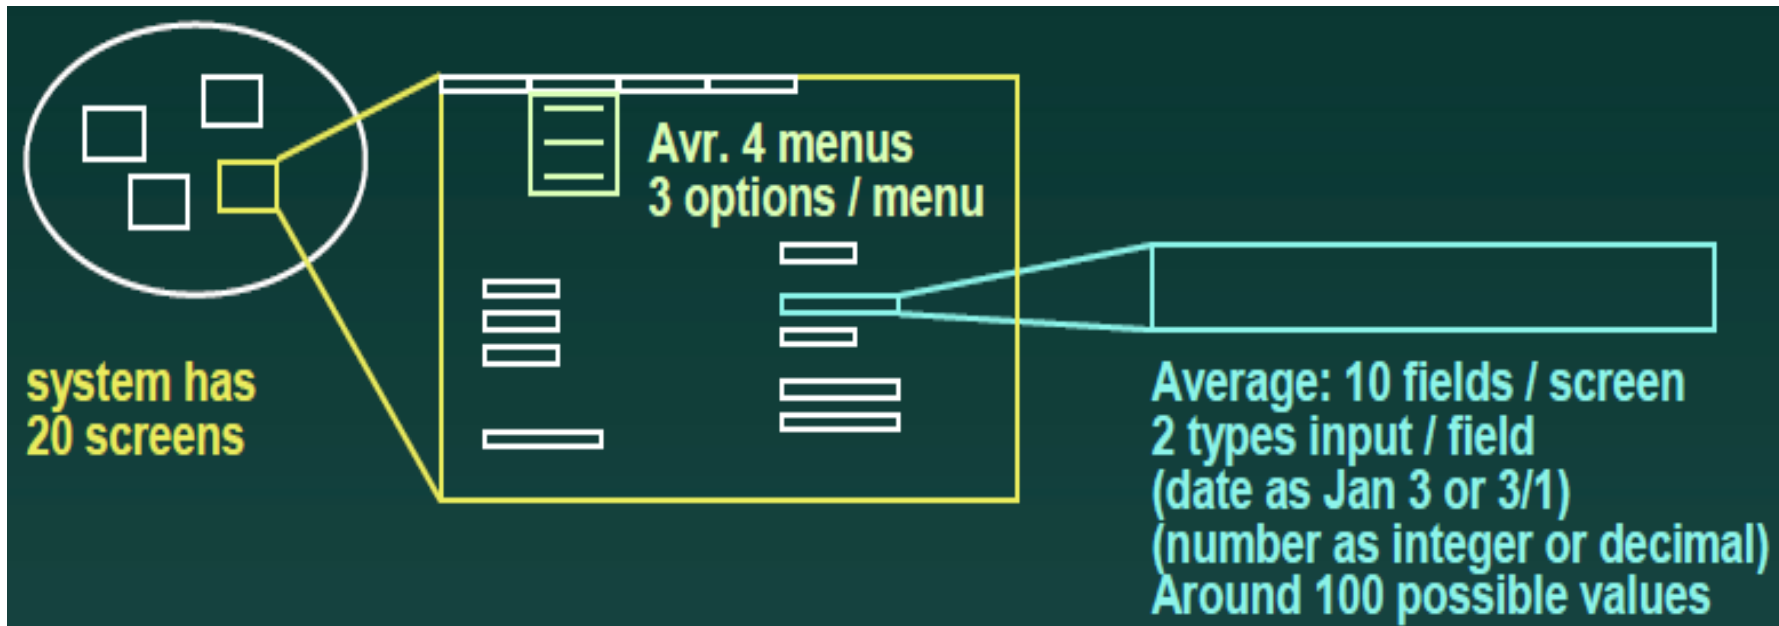 Avr. 4 menus
3 options / menu
system has
20 screens
Average: 10 fields / screen
2 types input / field
(date as Jan 3 or 3/1)
(number as integer or decimal)
Around 100 possible values